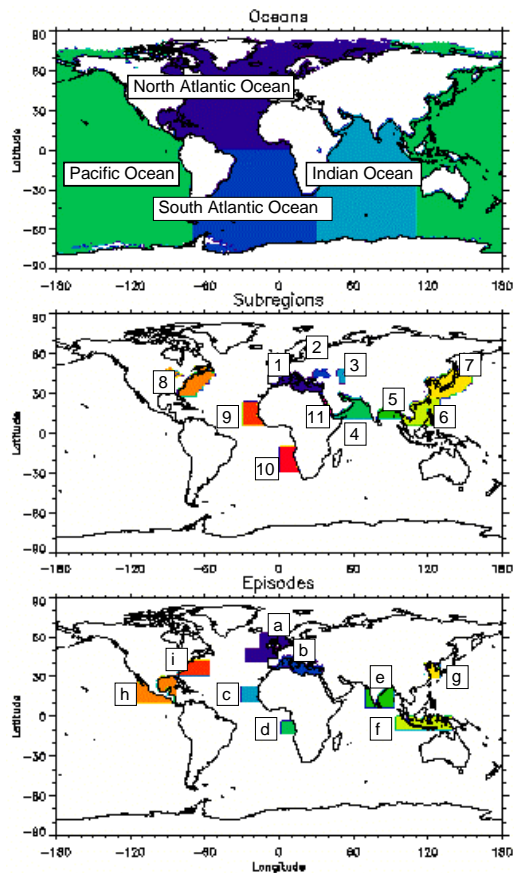 Oceans
90
60
30
0
-30
-60
-90
Latitude
North Atlantic Ocean
Pacific Ocean
Indian Ocean
South Atlantic Ocean
-180 -120 -60 0 60 120 180
Subregions
90
60
30
0
-30
-60
-90
Latitude
1
2
3
4
5
6
7
8
9
10
11
-180 -120 -60 0 60 120 180
Episodes
90
60
30
0
-30
-60
-90
Latitude
a
b
c
d
e
f
g
h
i
-180 -120 -60 0 60 120 180
Longitude